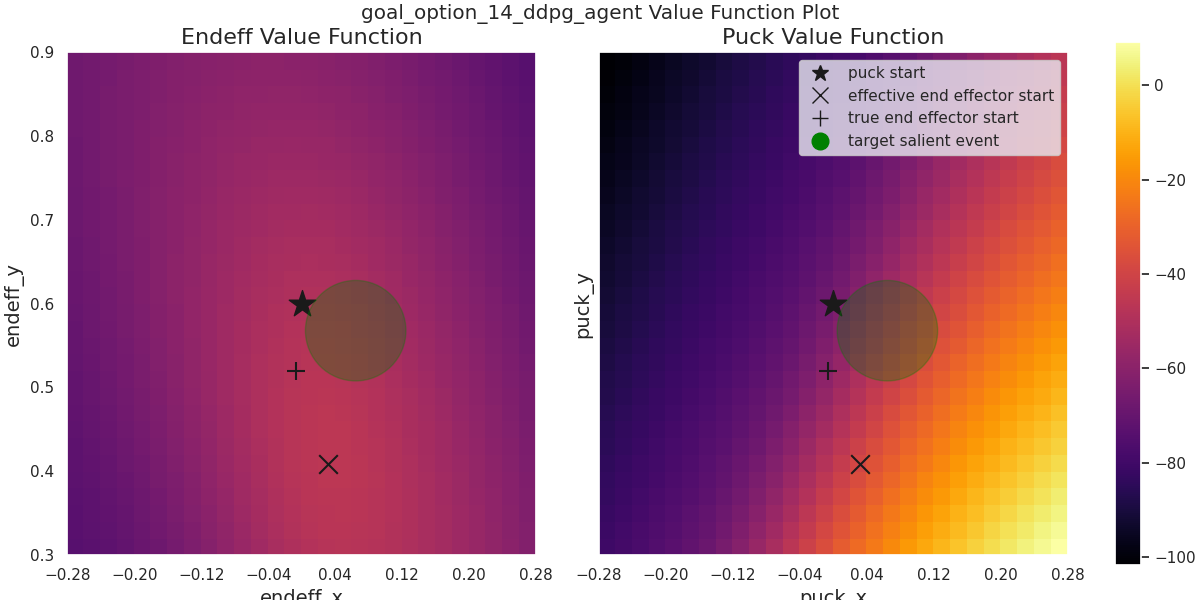 goal_option_14_ddpg_agent Value Function Plot
Endeff Value Function
Puck Value Function
puck start
effective end effector start
true end effector start
target salient event
endeff_y
0.9
0.8
0.7
0.6
0.5
0.4
0.3
−0.28 −0.20 −0.12 −0.04 0.04 0.12 0.20 0.28
endeff_x
puck_y
−0.28 −0.20 −0.12 −0.04 0.04 0.12 0.20 0.28
puck_x
0
−20
−40
−60
−80
−100